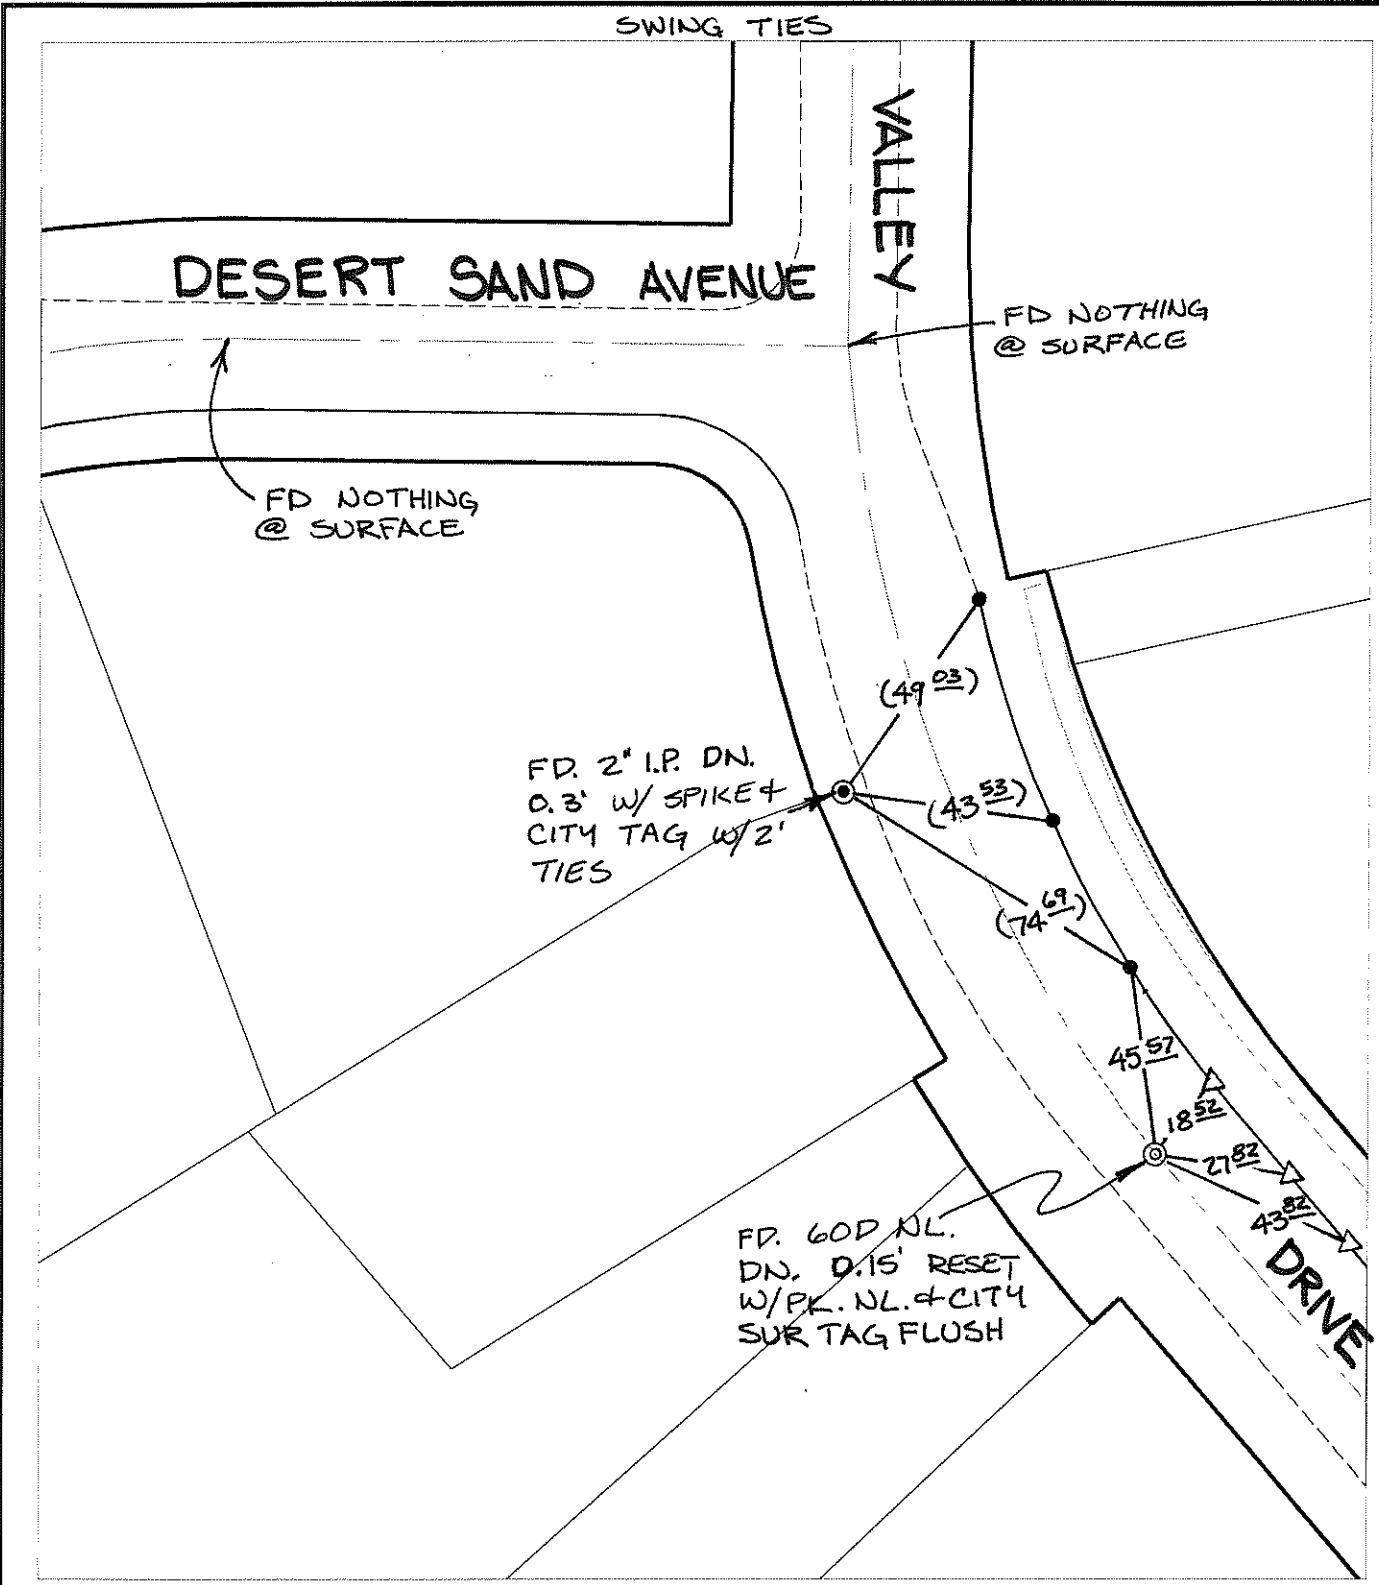 SWING TIES
VALLEY
DESERT SAND AVENUE
FD NOTHING
@ SURFACE
FD NOTHING
@ SURFACE
(49 03)
FD. 2" I.P. DN.
0.3' W/ SPIKE &
CITY TAG W/ 2'
TIES
(43 53)
(74 69)
45 57
18 52
27 82
43 82
FD. 60D NL.
DN. 0.15' RESET
W/PK. NL. & CITY
SUR TAG FLUSH
DRIVE